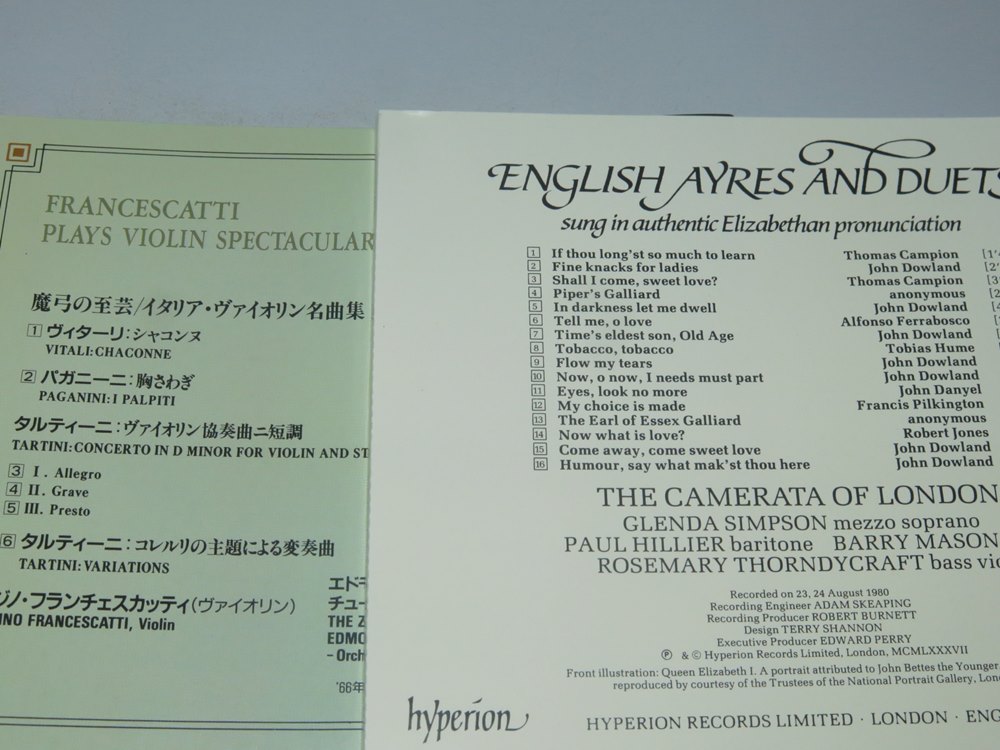 FRANCESCATTI
PLAYS VIOLIN SPECTACULAR
魔弓の至芸/イタリア・ヴァイオリン名曲集
1 ヴィターリ:シャコンヌ
VITALI:CHACONNE
2 パガニーニ:胸さわぎ
PAGANINI:I PALPITI
タルティーニ:ヴァイオリン協奏曲ニ短調
TARTINI:CONCERTO IN D MINOR FOR VIOLIN AND ST
3 I. Allegro
4 II. Grave
5 III. Presto
6 タルティーニ:コレルリの主題による変奏曲
TARTINI:VARIATIONS
ジノ・フランチェスカッティ(ヴァイオリン)
INO FRANCESCATTI, Violin
エドモ
チュー
THE Z
EDMO
-Orch
'66年
ENGLISH AYRES AND DUETS
sung in authentic Elizabethan pronunciation
1 If thou long'st so much to learn Thomas Campion [1'4
2 Fine knacks for ladies John Dowland [2'
3 Shall I come, sweet love? Thomas Campion [3
4 Piper's Galliard anonymous [2
5 In darkness let me dwell John Dowland [4
6 Tell me, o love Alfonso Ferrabosco [
7 Time's eldest son, Old Age John Dowland [
8 Tobacco, tobacco Tobias Hume [
9 Flow my tears John Dowland
10 Now, o now, I needs must part John Dowland
11 Eyes, look no more John Danyel
12 My choice is made Francis Pilkington
13 The Earl of Essex Galliard anonymous
14 Now what is love? Robert Jones
15 Come away, come sweet love John Dowland
16 Humour, say what mak'st thou here John Dowland
THE CAMERATA OF LONDON
GLENDA SIMPSON mezzo soprano
PAUL HILLIER baritone BARRY MASON
ROSEMARY THORNDYCRAFT bass vio
Recorded on 23, 24 August 1980
Recording Engineer ADAM SKEAPING
Recording Producer ROBERT BURNETT
Design TERRY SHANNON
Executive Producer EDWARD PERRY
℗ & © Hyperion Records Limited, London, MCMLXXXVII
Front illustration: Queen Elizabeth I. A portrait attributed to John Bettes the Younger
reproduced by courtesy of the Trustees of the National Portrait Gallery, Lon
hyperion
HYPERION RECORDS LIMITED · LONDON · ENG